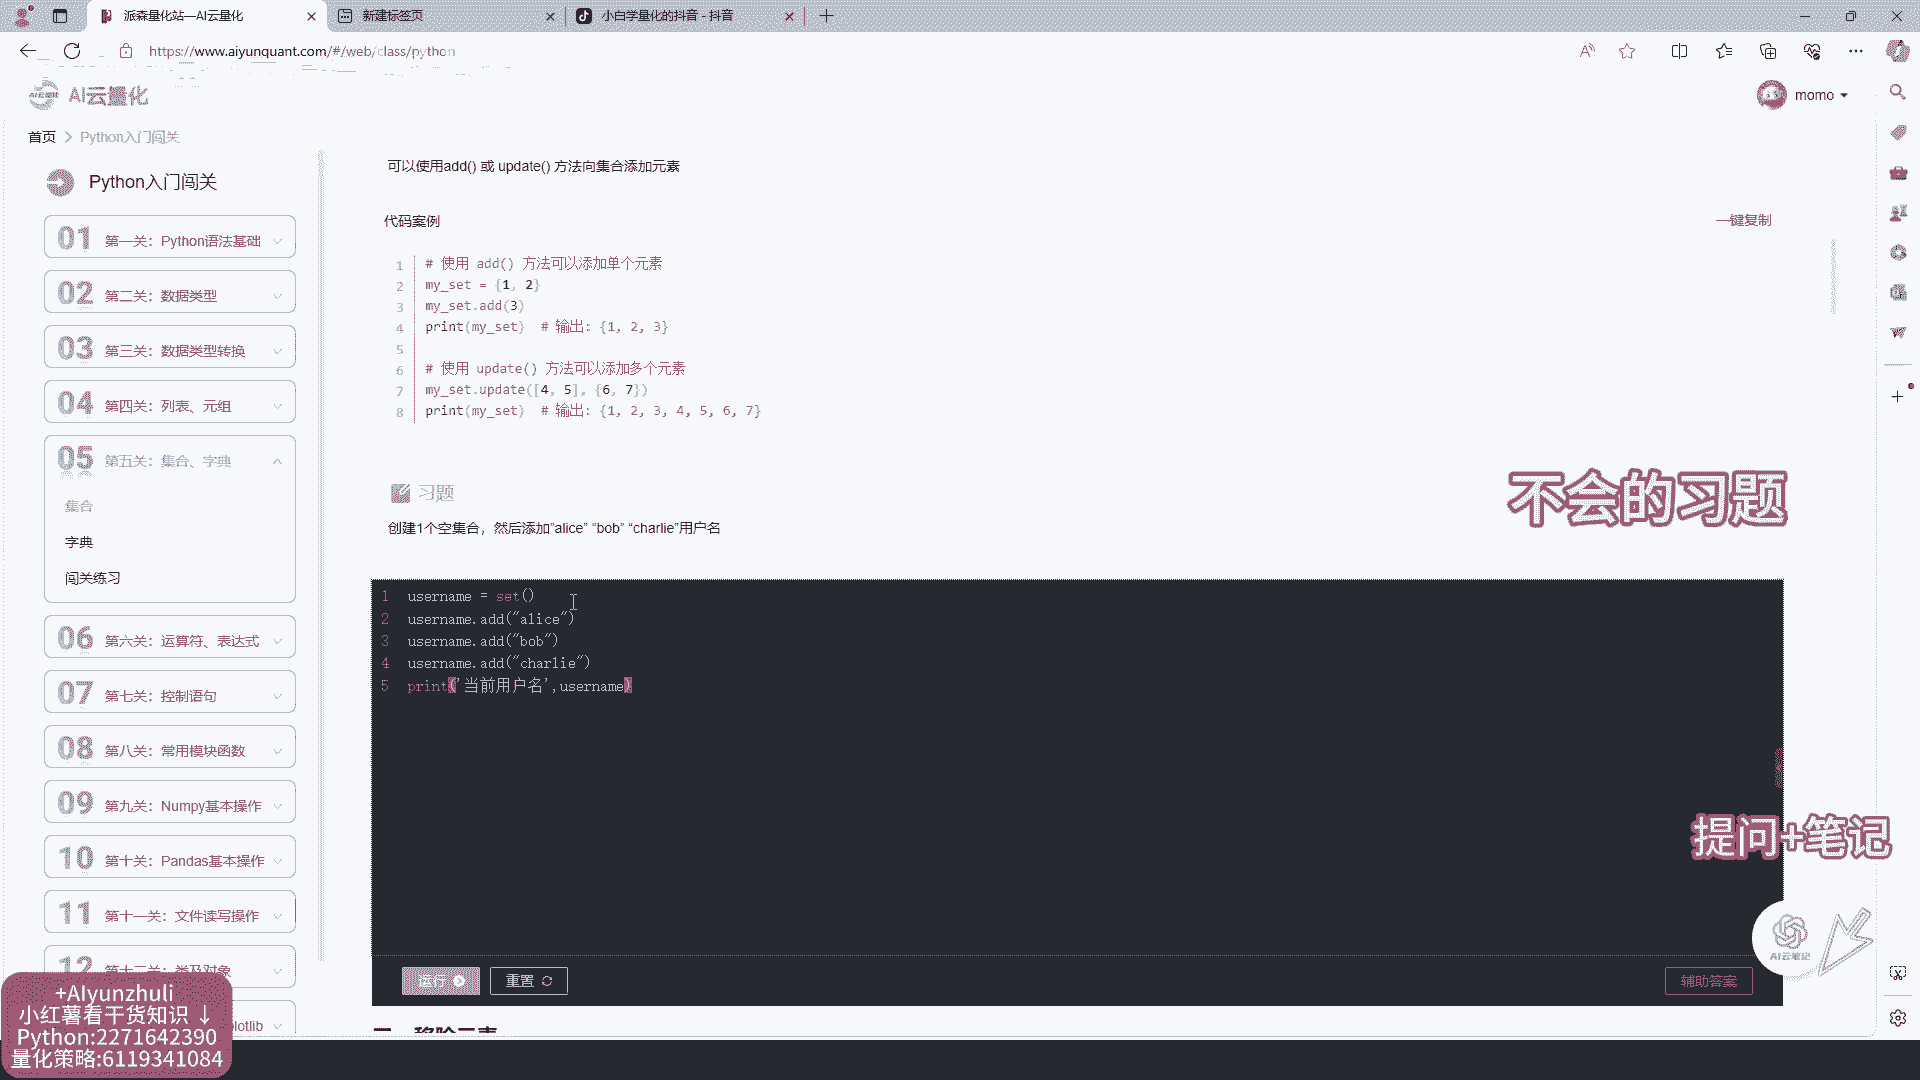 派森量化站—AI云量化
新建标签页
小白学量化的抖音 - 抖音
https://www.aiyunquant.com/#/web/class/python
AI云量化
momo
首页 > Python入门闯关
Python入门闯关
01 第一关：Python语法基础
02 第二关：数据类型
03 第三关：数据类型转换
04 第四关：列表、元组
05 第五关：集合、字典
集合
字典
闯关练习
06 第六关：运算符、表达式
07 第七关：控制语句
08 第八关：常用模块函数
09 第九关：Numpy基本操作
10 第十关：Pandas基本操作
11 第十一关：文件读写操作
12 第十二关：类及对象
plotlib
可以使用add() 或 update() 方法向集合添加元素
代码案例
一键复制
1 # 使用 add() 方法可以添加单个元素
2 my_set = {1, 2}
3 my_set.add(3)
4 print(my_set)  # 输出: {1, 2, 3}
5
6 # 使用 update() 方法可以添加多个元素
7 my_set.update([4, 5], {6, 7})
8 print(my_set)  # 输出: {1, 2, 3, 4, 5, 6, 7}
习题
创建1个空集合，然后添加"alice" “bob” “charlie”用户名
不会的习题
1 username = set()
2 username.add("alice")
3 username.add("bob")
4 username.add("charlie")
5 print('当前用户名',username)
提问+笔记
AI云笔记
运行
重置
辅助答案
移除元素
+AIyunzhuli
小红薯看干货知识 ↓
Python:2271642390
量化策略:6119341084